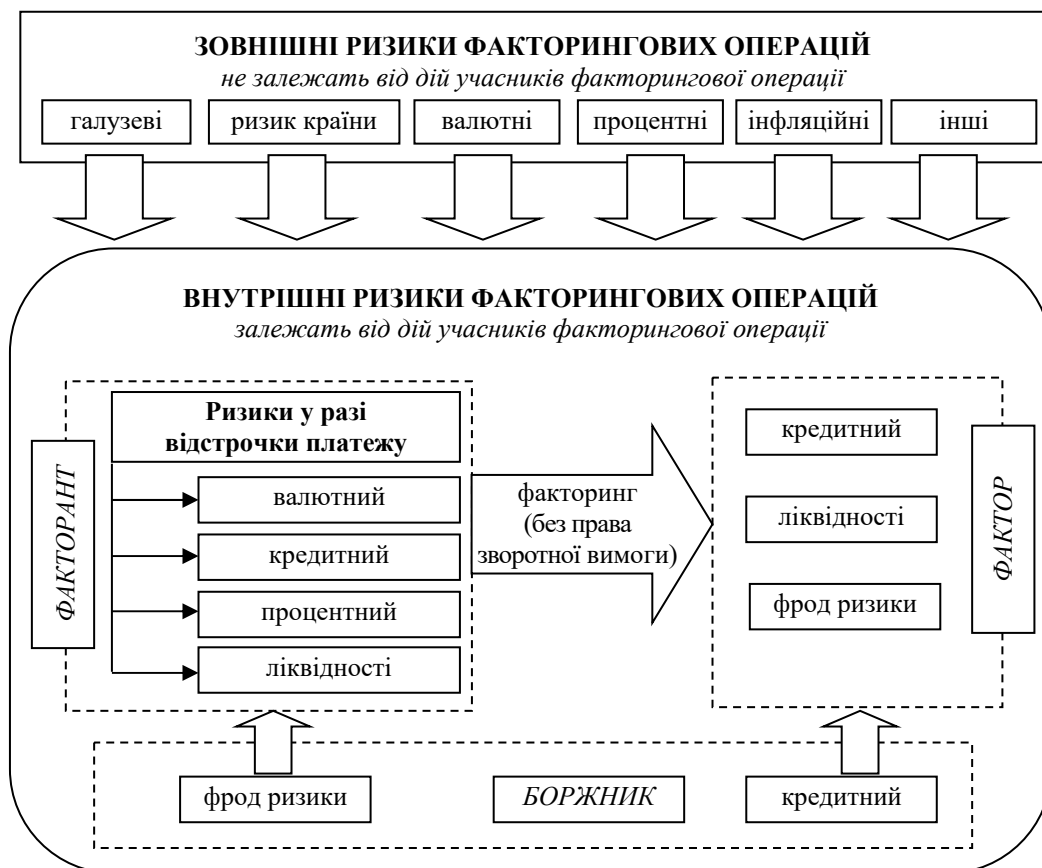 ЗОВНІШНІ РИЗИКИ ФАКТОРИНГОВИХ ОПЕРАЦІЙ
не залежать від дій учасників факторингової операції
галузеві
ризик країни
валютні
процентні
інфляційні
інші
ВНУТРІШНІ РИЗИКИ ФАКТОРИНГОВИХ ОПЕРАЦІЙ
залежать від дій учасників факторингової операції
ФАКТОРАНТ
Ризики у разі
відстрочки платежу
валютний
кредитний
процентний
ліквідності
факторинг
(без права
зворотної вимоги)
кредитний
ліквідності
фрод ризики
ФАКТОР
фрод ризики
БОРЖНИК
кредитний